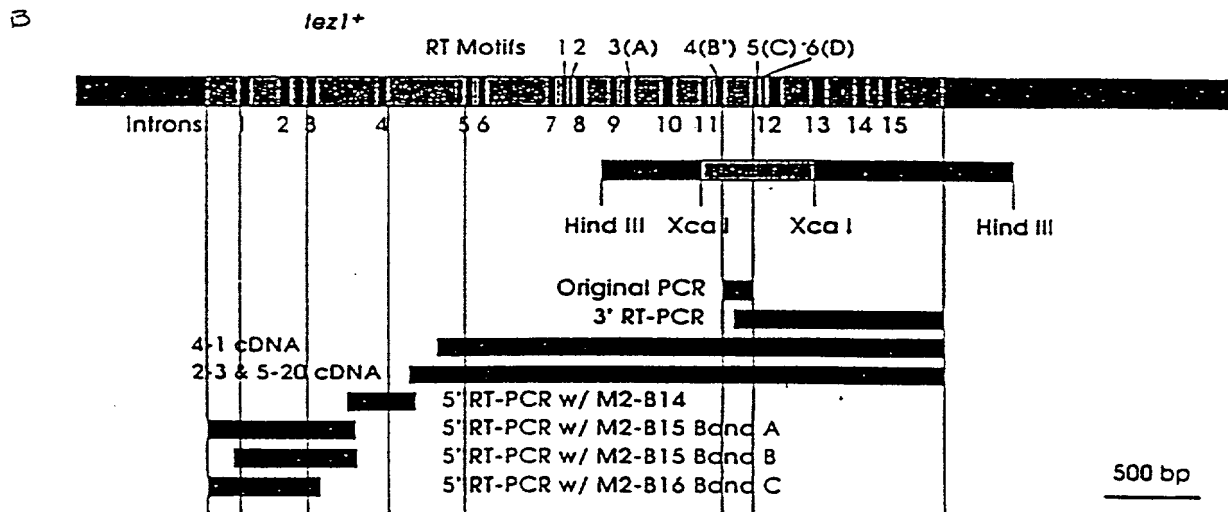 B
tez1+
RT Motifs 1 2 3(A) 4(B') 5(C) 6(D)
Introns 1 2 3 4 5 6 7 8 9 10 11 12 13 14 15
Hind III Xca I Xca I Hind III
Original PCR
3' RT-PCR
4-1 cDNA
2-3 & 5-20 cDNA
5' RT-PCR w/ M2-B14
5' RT-PCR w/ M2-B15 Band A
5' RT-PCR w/ M2-B15 Band B
5' RT-PCR w/ M2-B16 Band C
500 bp